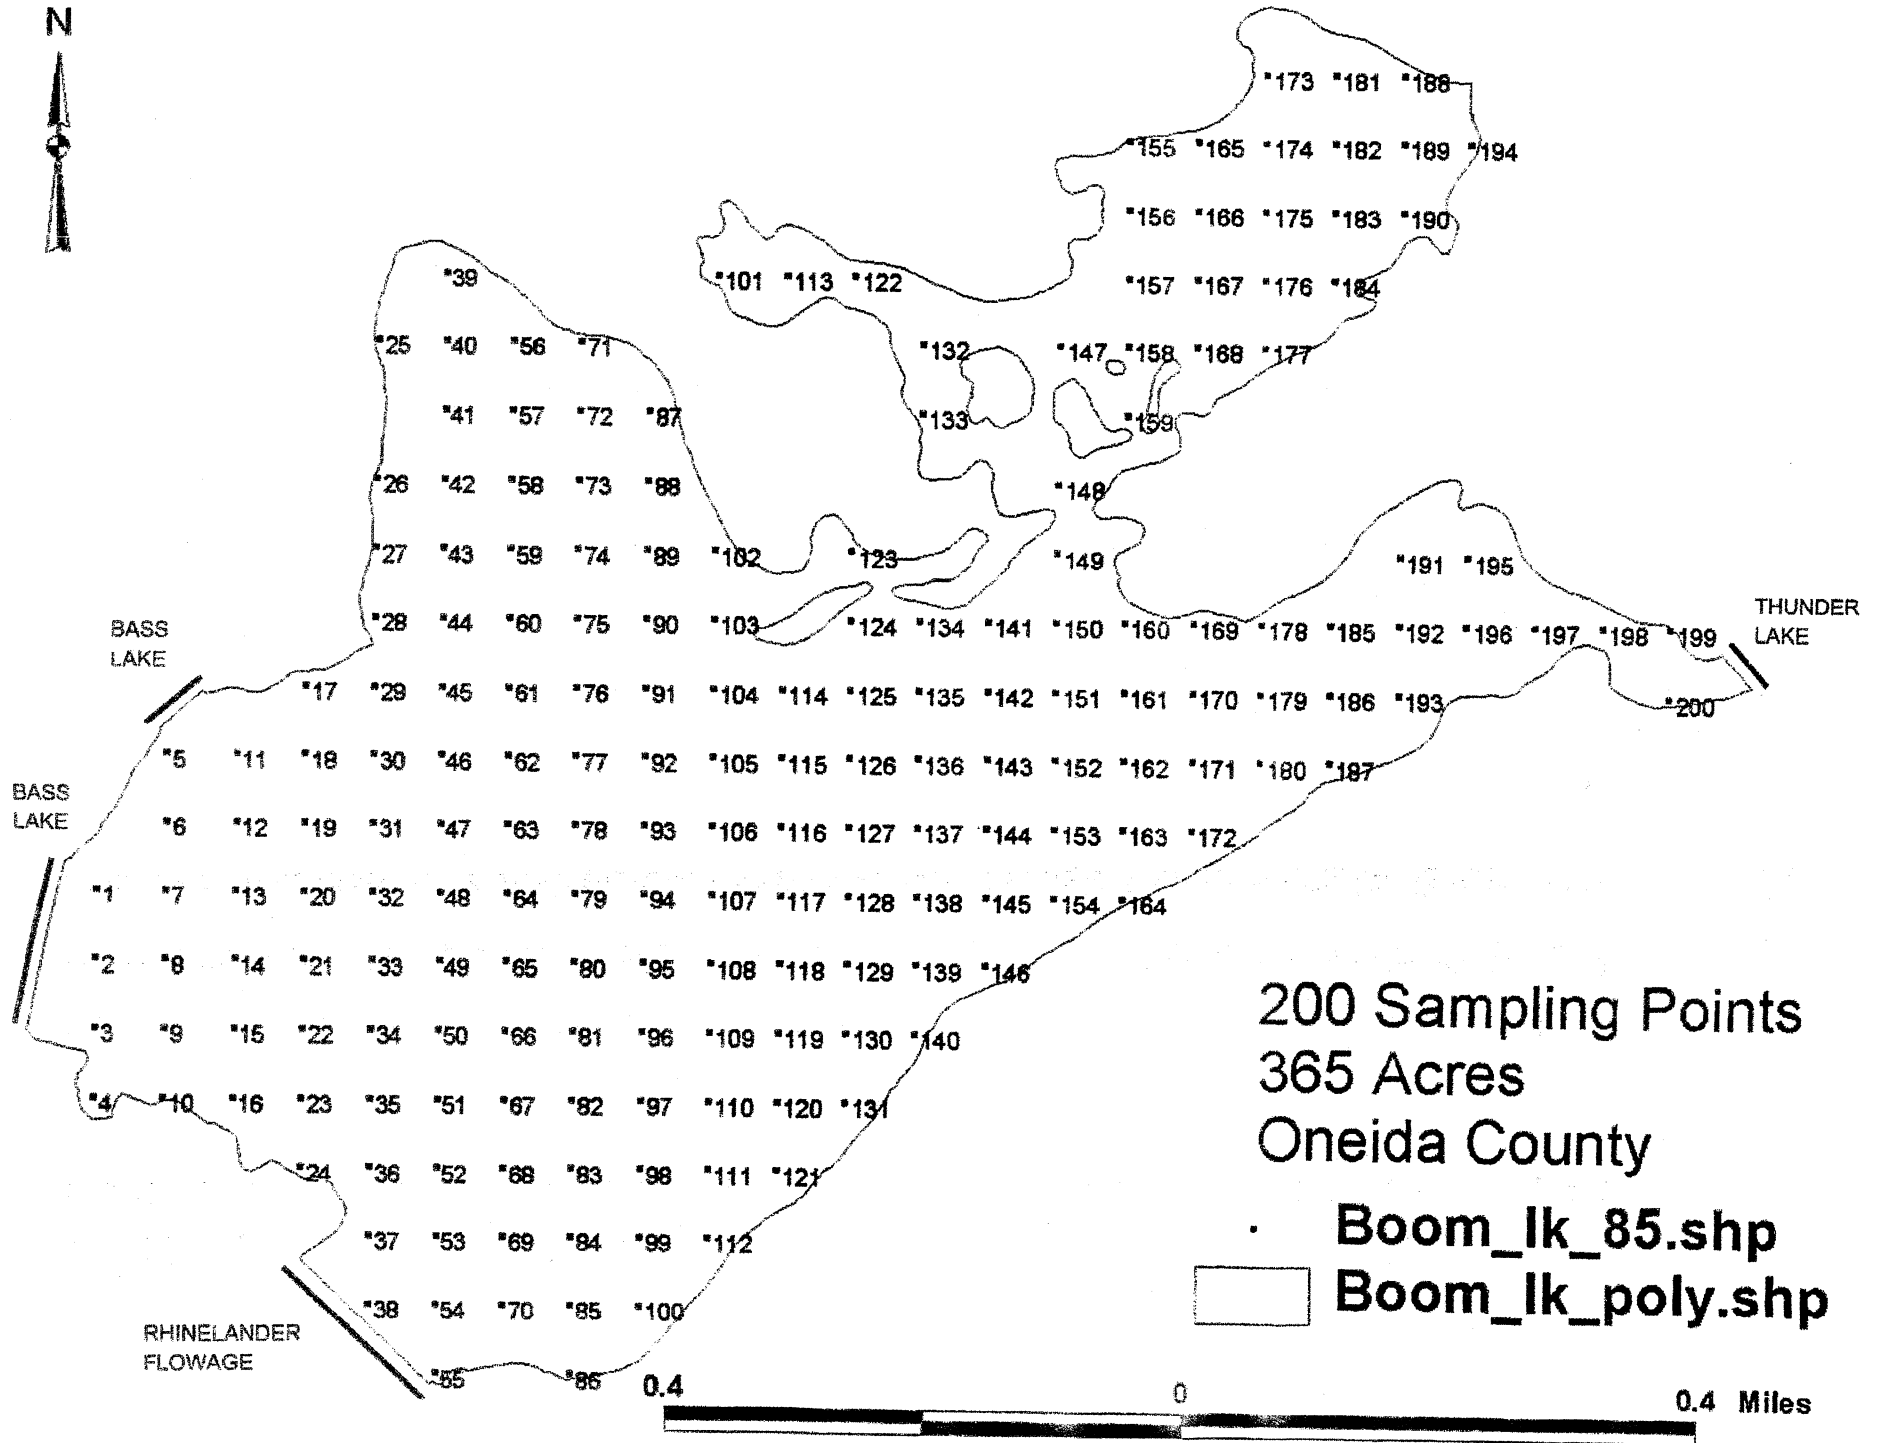 N
173 181 188
155 165 174 182 189 194
156 166 175 183 190
39 101 113 122 157 167 176 184
25 40 56 71 132 147 158 168 177
41 57 72 87 133 159
26 42 58 73 88 148
27 43 59 74 89 102 123 149 191 195
28 44 60 75 90 103 124 134 141 150 160 169 178 185 192 196 197 198 199
THUNDER
LAKE
BASS
LAKE
17 29 45 61 76 91 104 114 125 135 142 151 161 170 179 186 193 200
5 11 18 30 46 62 77 92 105 115 126 136 143 152 162 171 180 187
BASS
LAKE
6 12 19 31 47 63 78 93 106 116 127 137 144 153 163 172
1 7 13 20 32 48 64 79 94 107 117 128 138 145 154 164
2 8 14 21 33 49 65 80 95 108 118 129 139 146
3 9 15 22 34 50 66 81 96 109 119 130 140
4 10 16 23 35 51 67 82 97 110 120 131
24 36 52 68 83 98 111 121
37 53 69 84 99 112
38 54 70 85 100
55 86
RHINELANDER
FLOWAGE
200 Sampling Points
365 Acres
Oneida County
Boom_lk_85.shp
Boom_lk_poly.shp
0.4 0 0.4 Miles